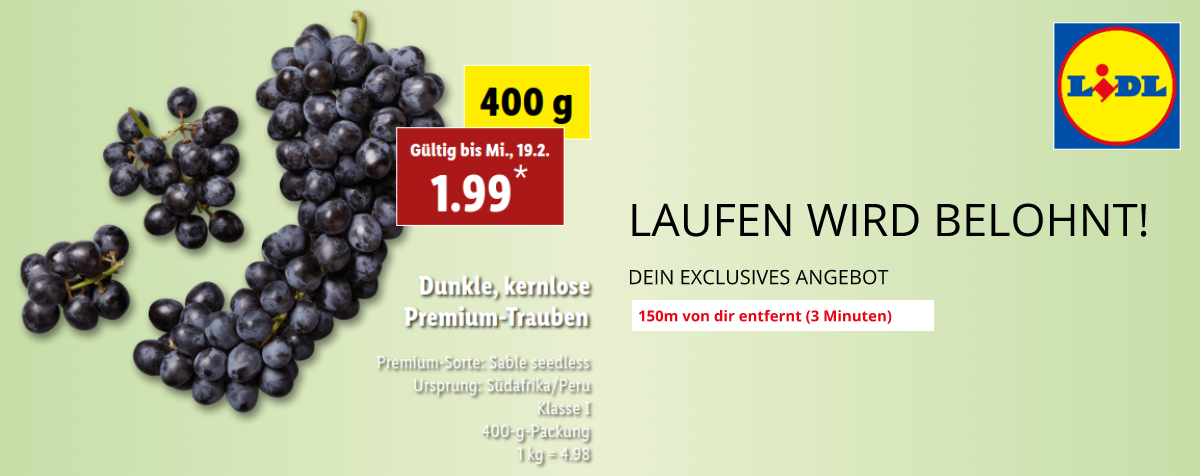 400 g
Gültig bis Mi., 19.2.
1.99*
Dunkle, kernlose
Premium-Trauben
Premium-Sorte: Sable seedless
Ursprung: Südafrika/Peru
Klasse I
400-g-Packung
1 kg = 4.98
LIDL
LAUFEN WIRD BELOHNT!
DEIN EXCLUSIVES ANGEBOT
150m von dir entfernt (3 Minuten)